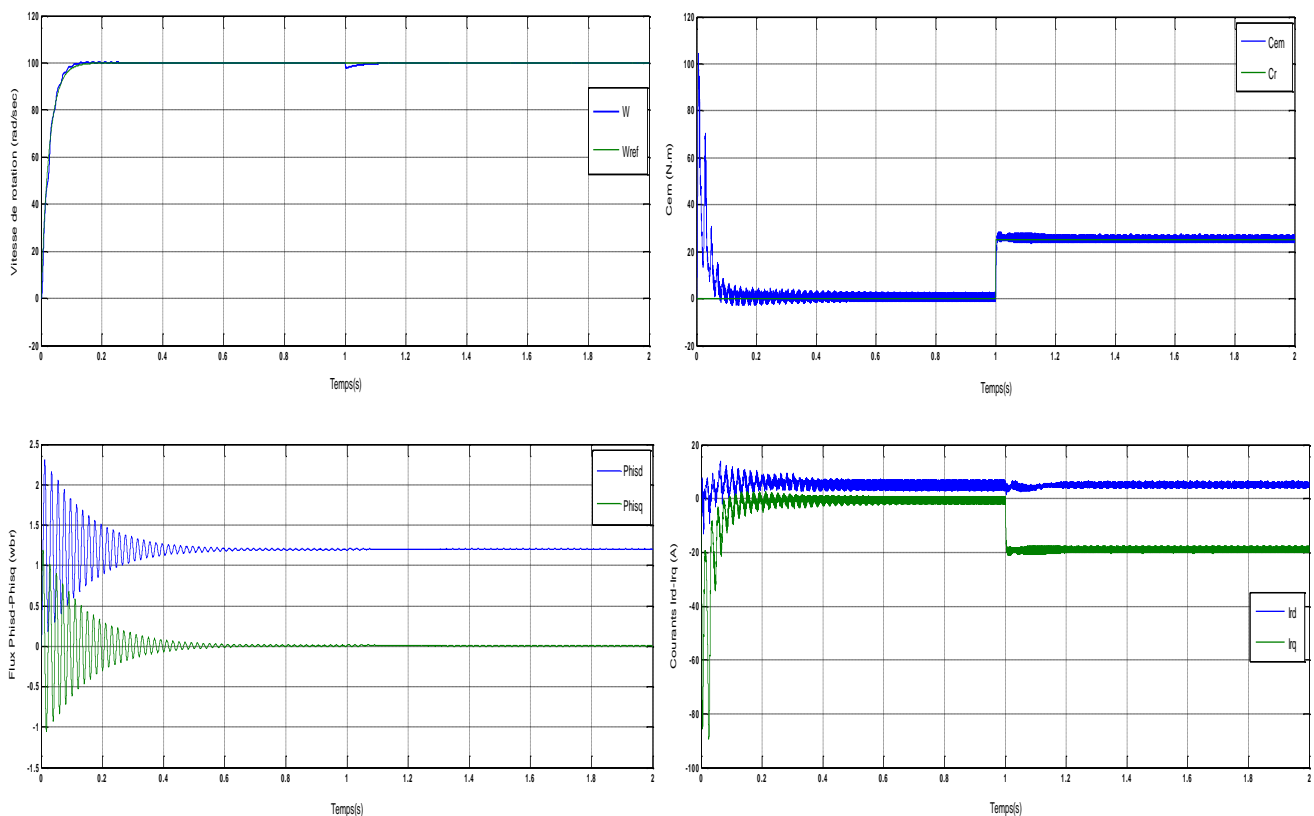 Vitesse de rotation (rad/sec)
120
100
80
60
40
20
0
-20
0 0.2 0.4 0.6 0.8 1 1.2 1.4 1.6 1.8 2
Temps(s)
W
Wref
Cem (N.m)
120
100
80
60
40
20
0
-20
0 0.2 0.4 0.6 0.8 1 1.2 1.4 1.6 1.8 2
Temps(s)
Cem
Cr
Flux Phisd-Phisq (wbr)
2.5
2
1.5
1
0.5
0
-0.5
-1
-1.5
0 0.2 0.4 0.6 0.8 1 1.2 1.4 1.6 1.8 2
Temps(s)
Phisd
Phisq
Courants Ird-Irq (A)
20
0
-20
-40
-60
-80
-100
0 0.2 0.4 0.6 0.8 1 1.2 1.4 1.6 1.8 2
Temps(s)
Ird
Irq